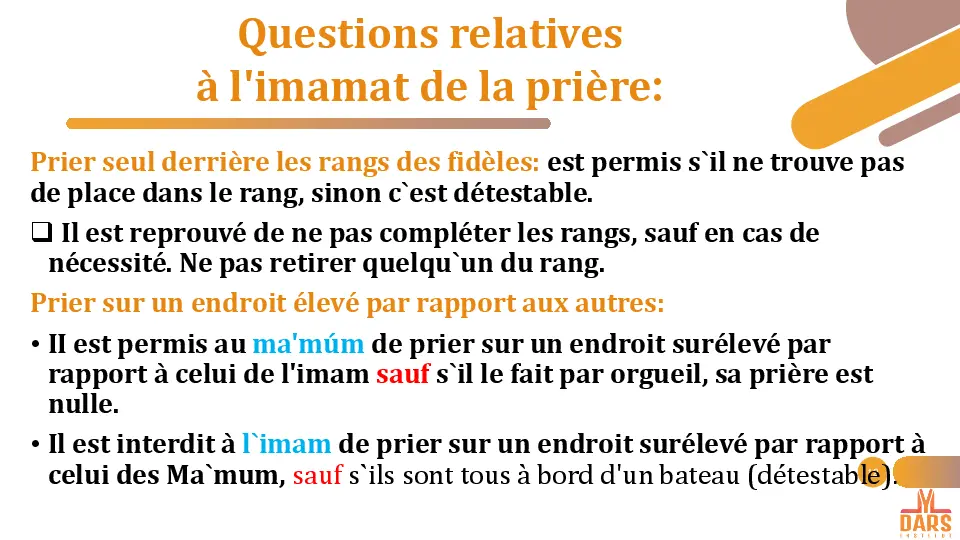 Questions relatives
à l'imamat de la prière:
Prier seul derrière les rangs des fidèles: est permis s`il ne trouve pas
de place dans le rang, sinon c`est détestable.
❑ Il est reprouvé de ne pas compléter les rangs, sauf en cas de
nécessité. Ne pas retirer quelqu`un du rang.
Prier sur un endroit élevé par rapport aux autres:
• II est permis au ma'múm de prier sur un endroit surélevé par
rapport à celui de l'imam sauf s`il le fait par orgueil, sa prière est
nulle.
• Il est interdit à l`imam de prier sur un endroit surélevé par rapport à
celui des Ma`mum, sauf s`ils sont tous à bord d'un bateau (détestable).
DARS
INSTITUT